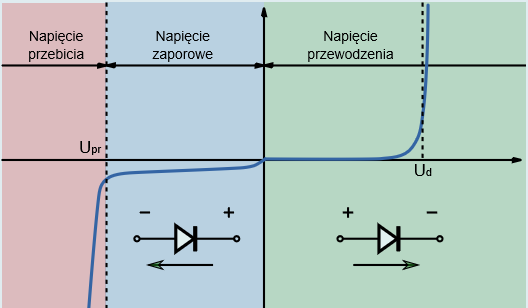 Napięcie
przebicia
Napięcie
zaporowe
Napięcie
przewodzenia
Upr
Ud
− +
+ −